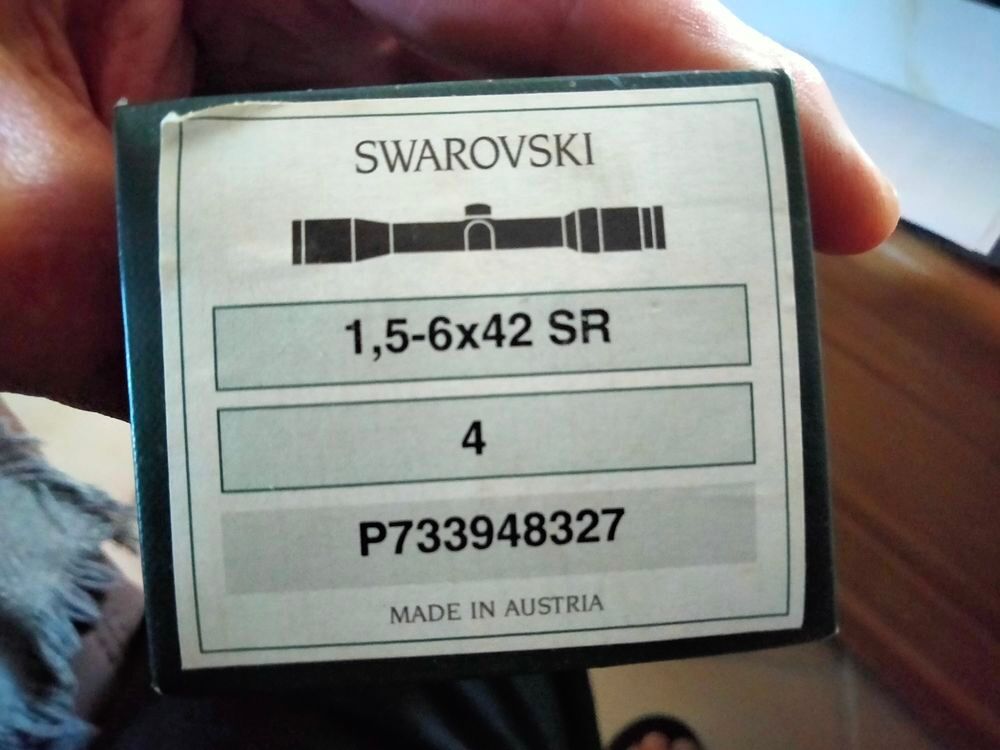 SWAROVSKI
1,5-6x42 SR
4
P733948327
MADE IN AUSTRIA